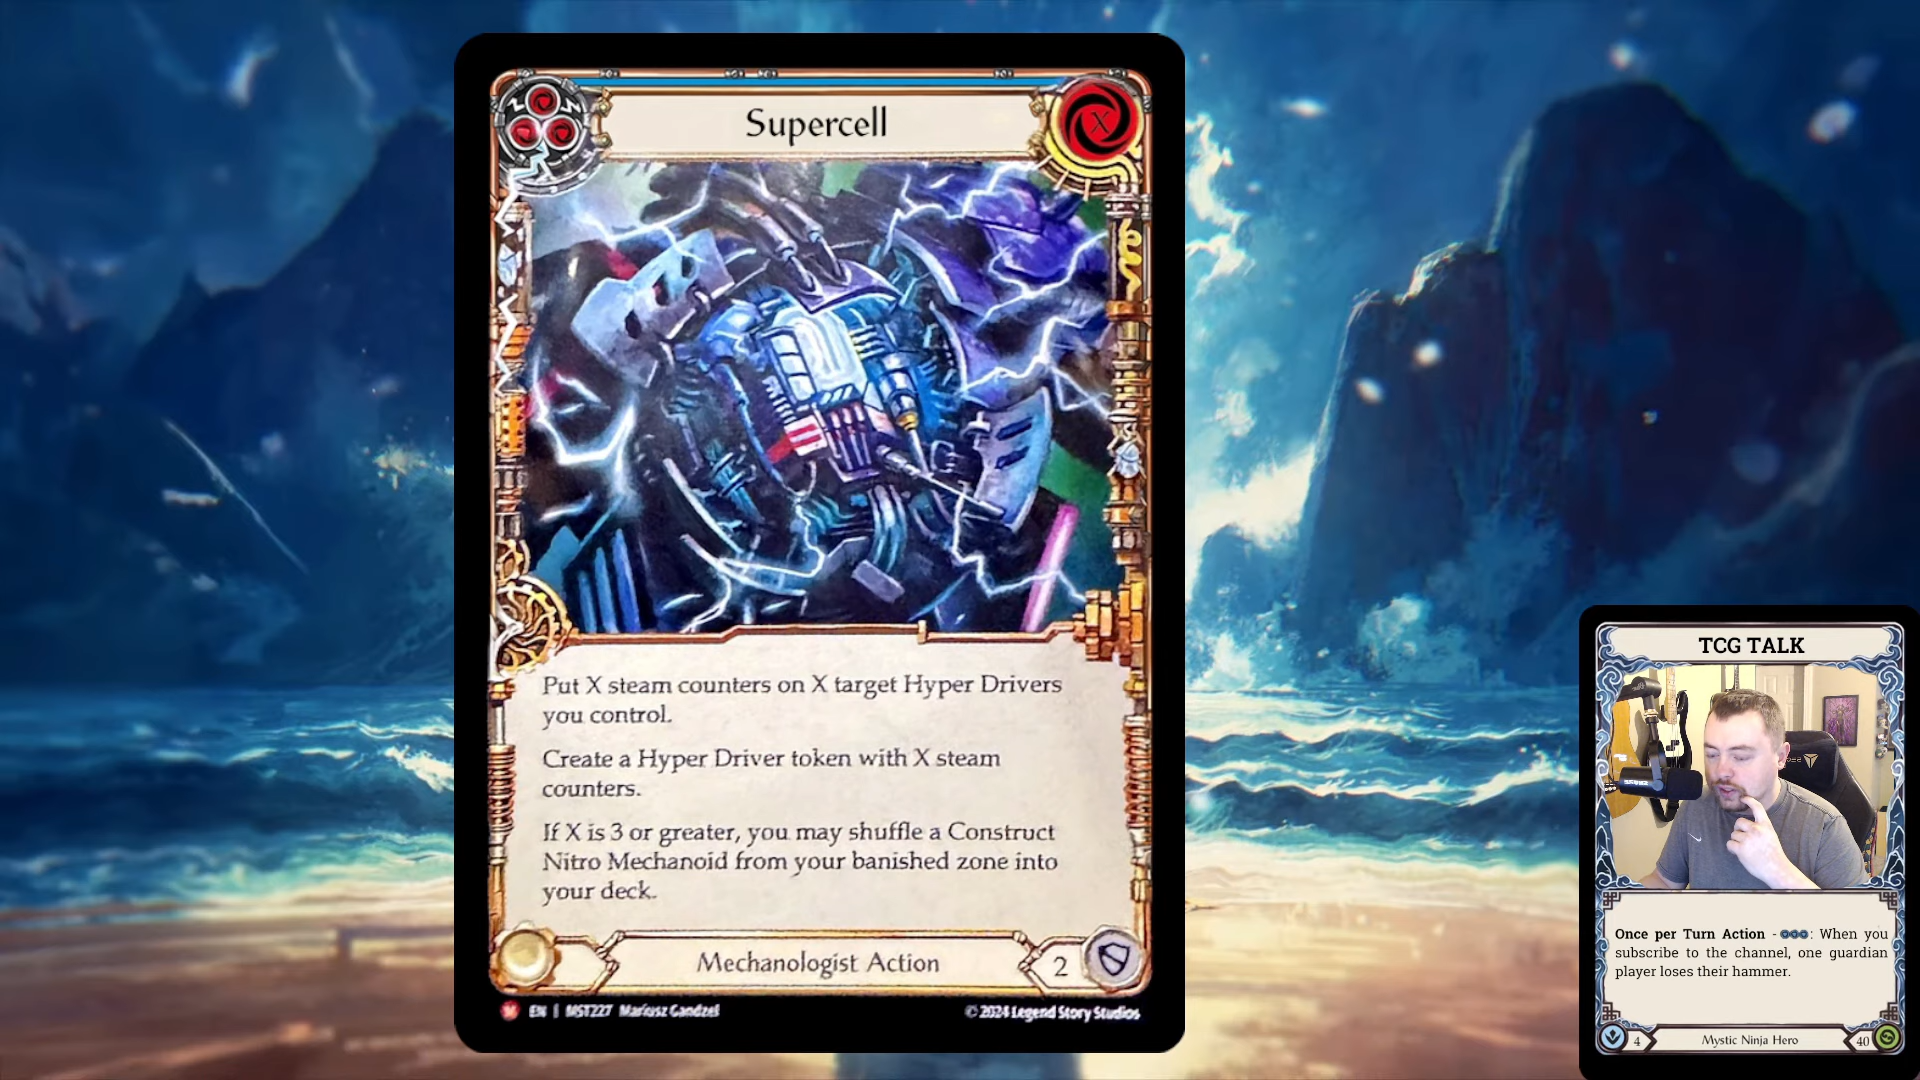 Supercell
X
Put X steam counters on X target Hyper Drivers
you control.
Create a Hyper Driver token with X steam
counters.
If X is 3 or greater, you may shuffle a Construct
Nitro Mechanoid from your banished zone into
your deck.
Mechanologist Action
2
M EN | MST227 Mariusz Gandzel
© 2024 Legend Story Studios
TCG TALK
Once per Turn Action - : When you
subscribe to the channel, one guardian
player loses their hammer.
4
Mystic Ninja Hero
40